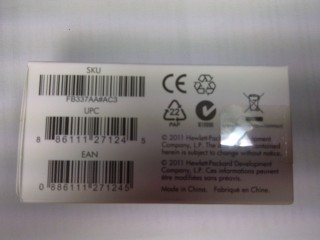 SKU
FB337AA#AC3
UPC
8 86111 27124 5
EAN
0 886111 271245
CE
22
PAP
© 2011 Hewlett-Packard Development
Company, L.P. The information contained
herein is subject to change without notice.
© 2011 Hewlett-Packard Development
Company, L.P. Ces informations peuvent
être modifiées sans préavis.
Made in China. Fabriqué en Chine.